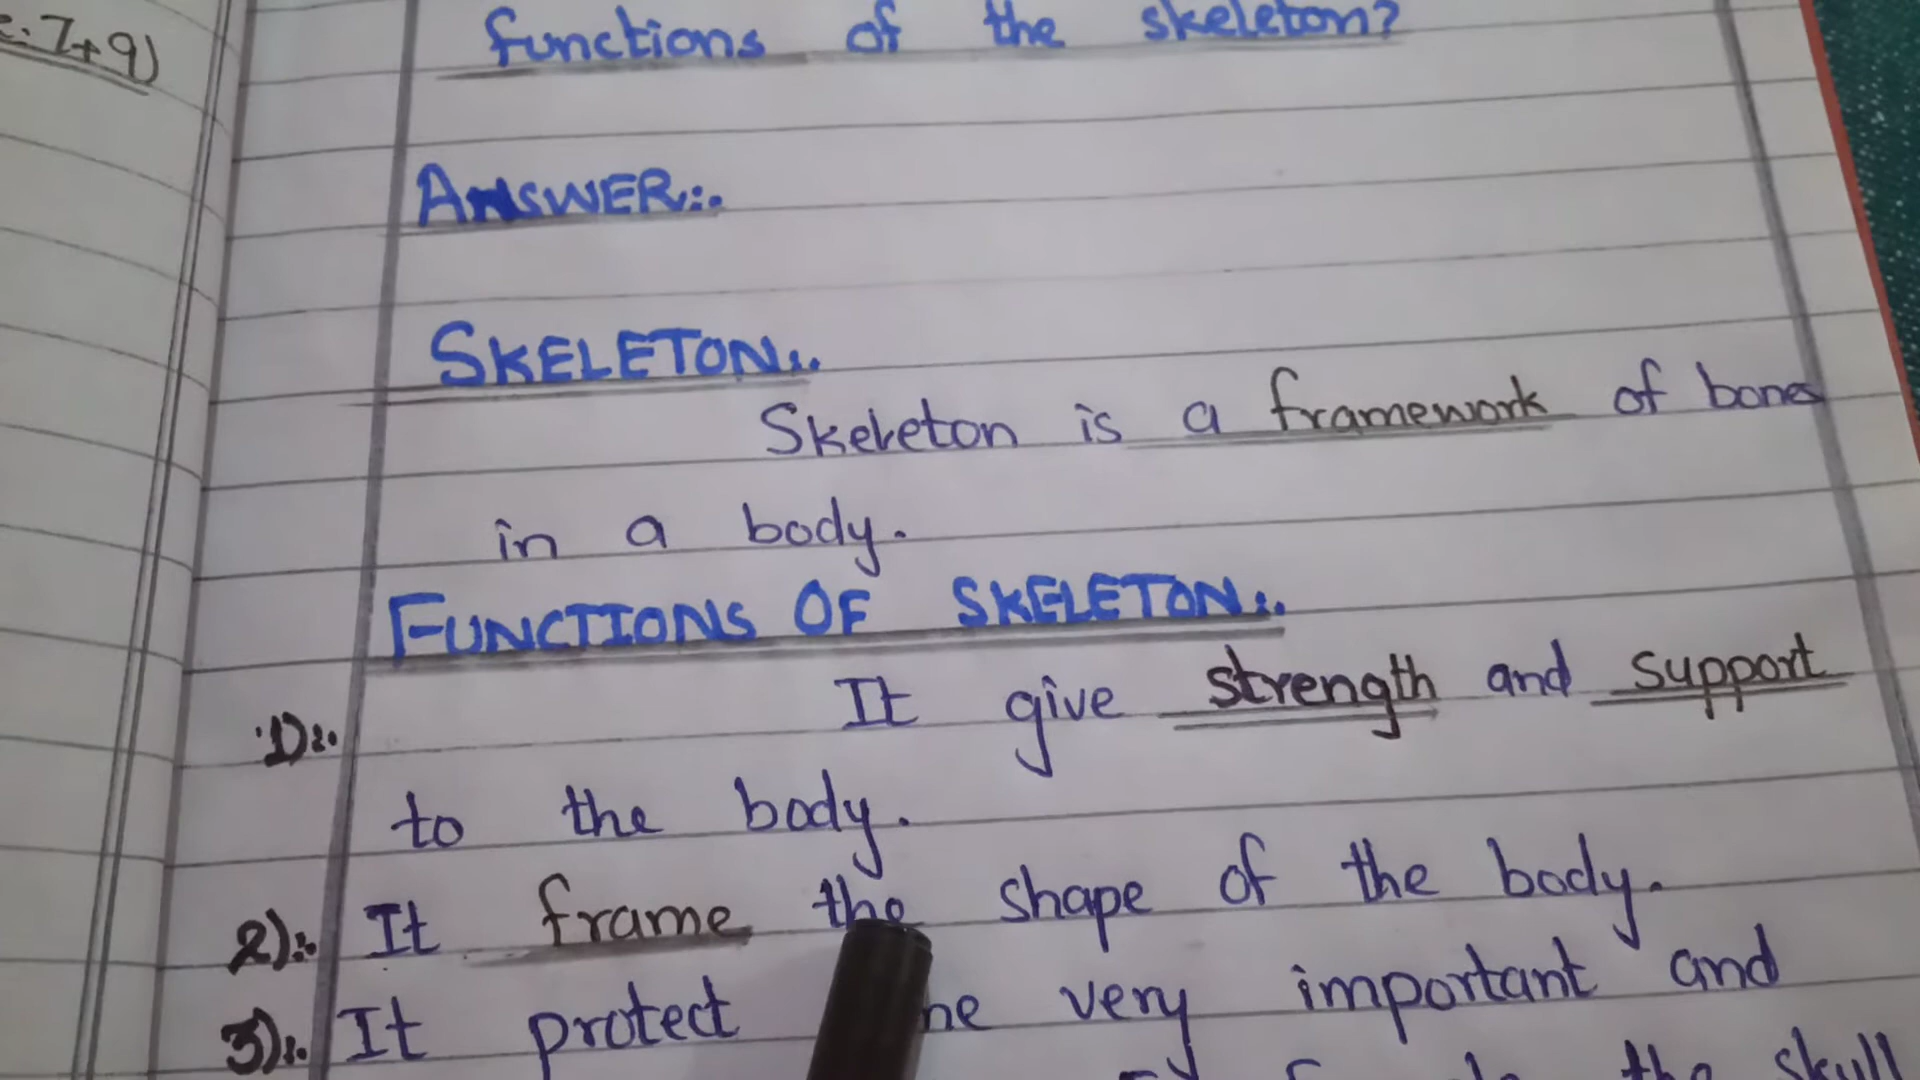 7+9)
functions of the skeleton?
ANSWER:.
SKELETON:.
Skeleton is a framework of bones
in a body.
FUNCTIONS OF SKELETON:.
1):. It give strength and support
to the body.
2):. It frame the shape of the body.
3):. It protect very important and
the skull